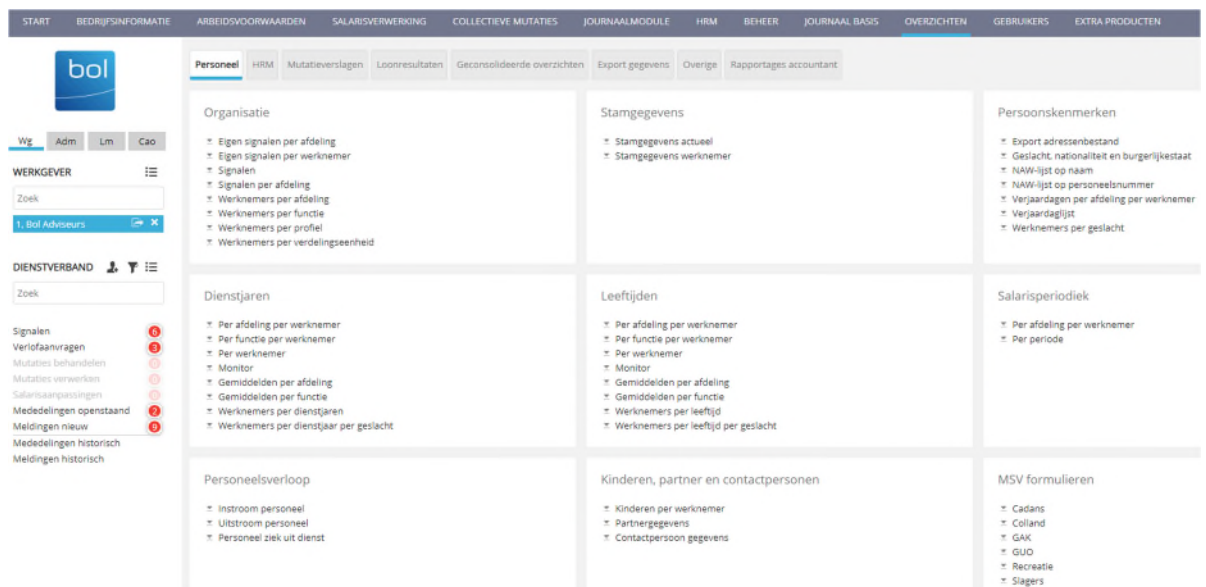 START BEDRIJFSINFORMATIE ARBEIDSVOORWAARDEN SALARISVERWERKING COLLECTIEVE MUTATIES JOURNAALMODULE HRM BEHEER JOURNAAL BASIS OVERZICHTEN GEBRUIKERS EXTRA PRODUCTEN
bol
Wg Adm Lm Cao
WERKGEVER
Zoek
1, Bol Adviseurs
DIENSTVERBAND
Zoek
Signalen 6
Verlofaanvragen 3
Mutaties behandelen 0
Mutaties verwerken 0
Salarisaanpassingen 0
Mededelingen openstaand 2
Meldingen nieuw 9
Mededelingen historisch
Meldingen historisch
Personeel HRM Mutatieverslagen Loonresultaten Geconsolideerde overzichten Export gegevens Overige Rapportages accountant
Organisatie
Eigen signalen per afdeling
Eigen signalen per werknemer
Signalen
Signalen per afdeling
Werknemers per afdeling
Werknemers per functie
Werknemers per profiel
Werknemers per verdelingseenheid
Stamgegevens
Stamgegevens actueel
Stamgegevens werknemer
Persoonskenmerken
Export adressenbestand
Geslacht, nationaliteit en burgerlijkestaat
NAW-lijst op naam
NAW-lijst op personeelsnummer
Verjaardagen per afdeling per werknemer
Verjaardaglijst
Werknemers per geslacht
Dienstjaren
Per afdeling per werknemer
Per functie per werknemer
Per werknemer
Monitor
Gemiddelden per afdeling
Gemiddelden per functie
Werknemers per dienstjaren
Werknemers per dienstjaar per geslacht
Leeftijden
Per afdeling per werknemer
Per functie per werknemer
Per werknemer
Monitor
Gemiddelden per afdeling
Gemiddelden per functie
Werknemers per leeftijd
Werknemers per leeftijd per geslacht
Salarisperiodiek
Per afdeling per werknemer
Per periode
Personeelsverloop
Instroom personeel
Uitstroom personeel
Personeel ziek uit dienst
Kinderen, partner en contactpersonen
Kinderen per werknemer
Partnergegevens
Contactpersoon gegevens
MSV formulieren
Cadans
Colland
GAK
GUO
Recreatie
Slagers